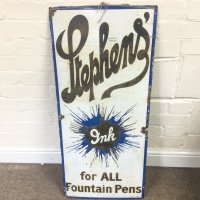 Stephens'
Ink
for ALL
Fountain Pens